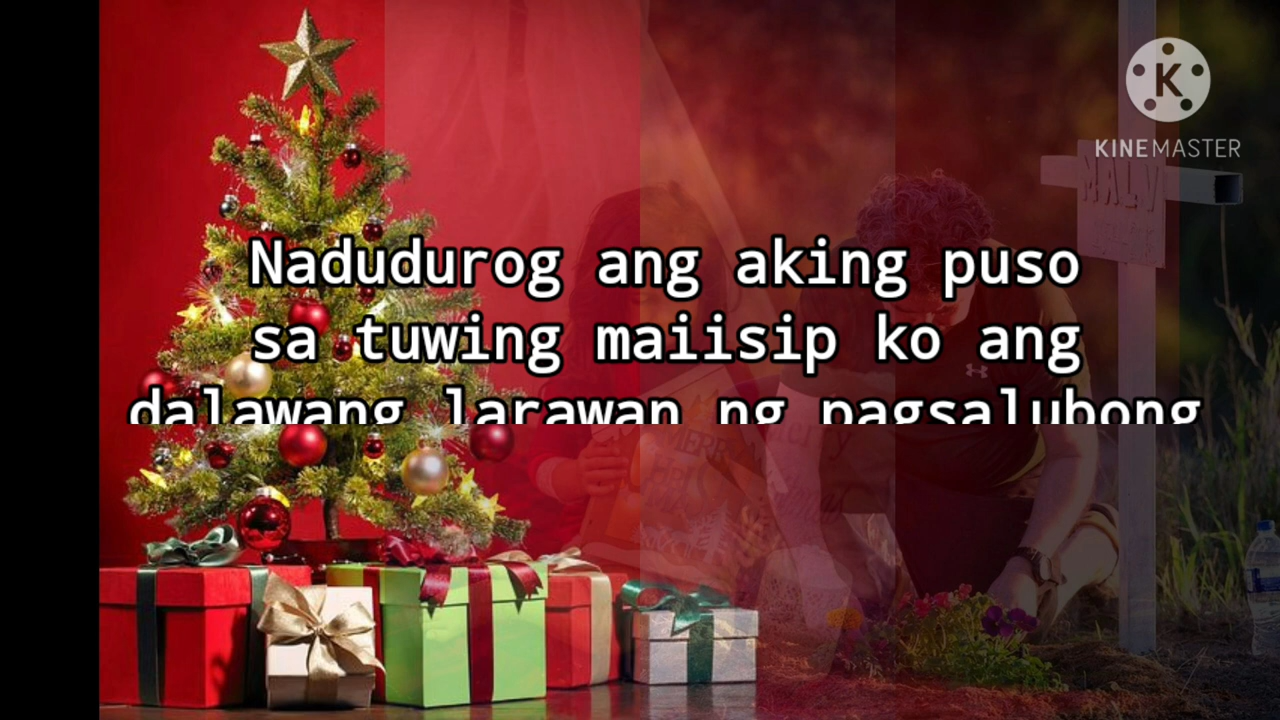 KINEMASTER
Nadudurog ang aking puso
sa tuwing maiisip ko ang
dalawang larawan ng pagsalubong